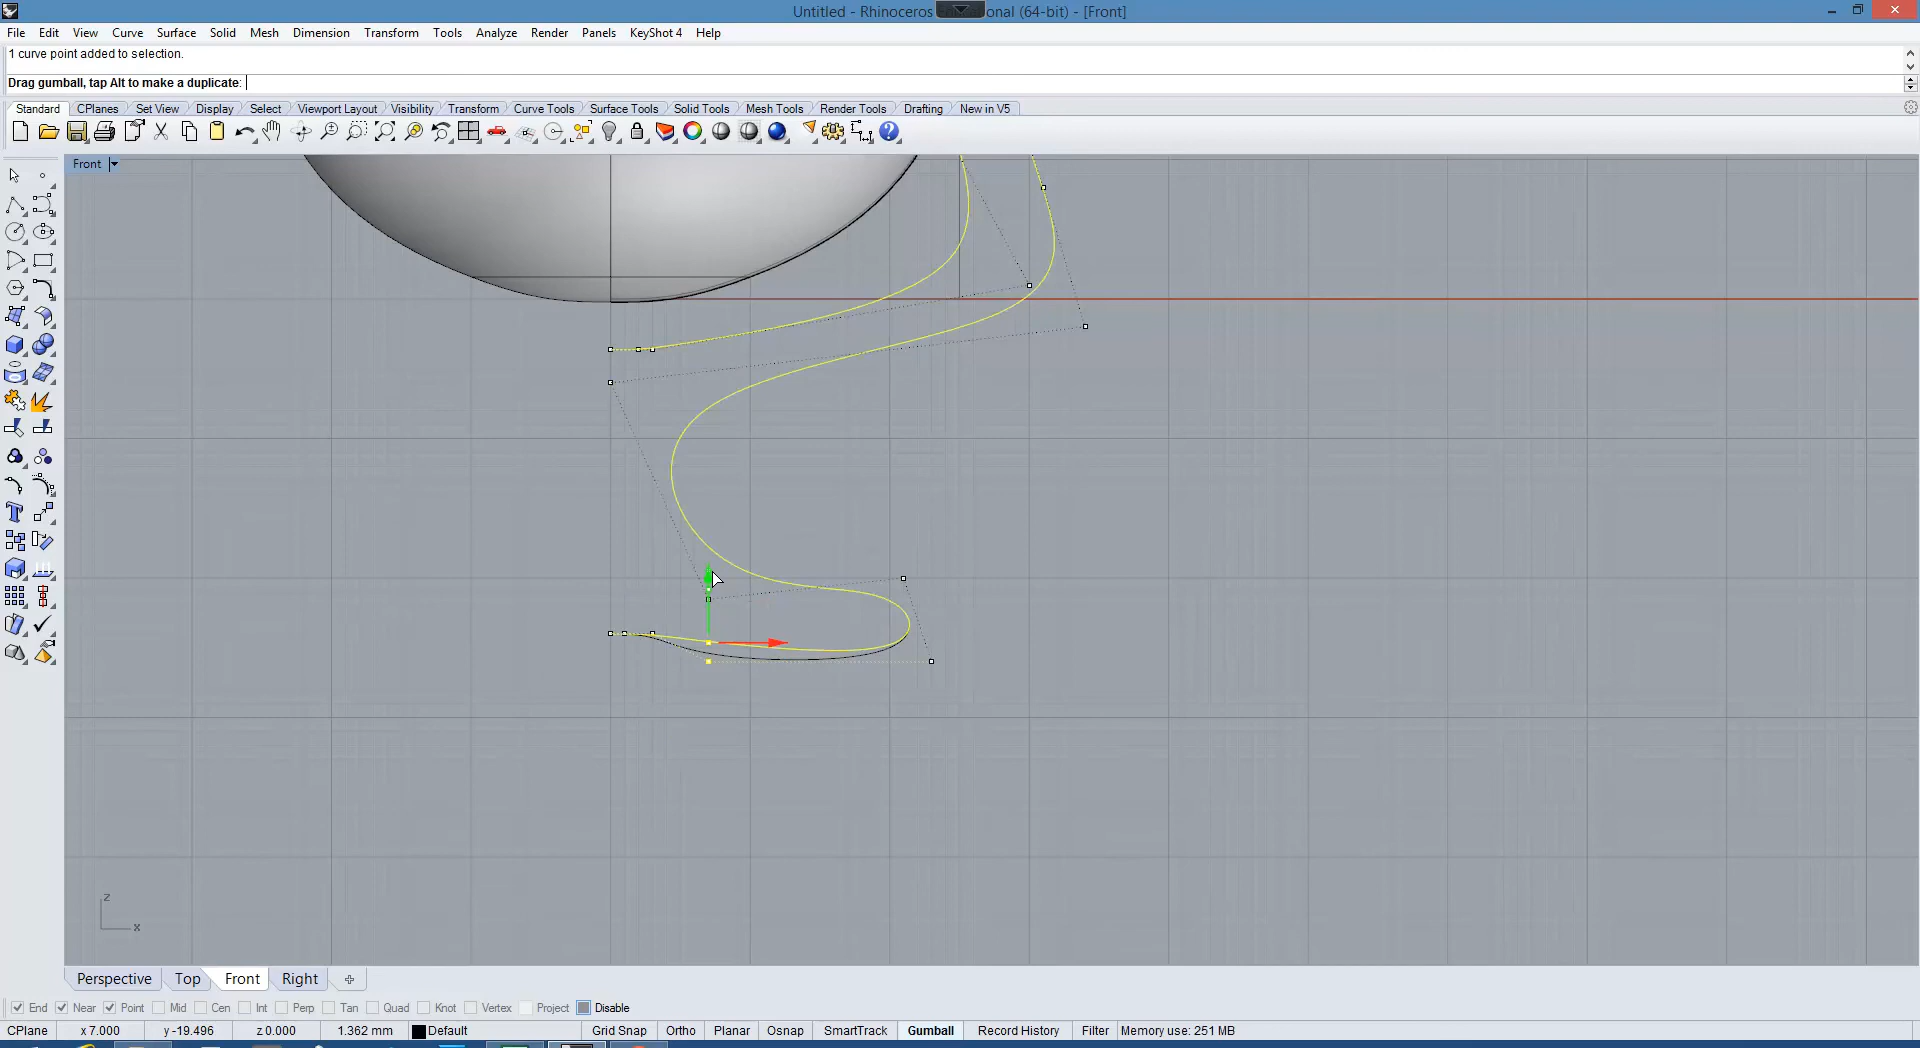 Untitled - Rhinoceros
onal (64-bit) - [Front]
File Edit View Curve Surface Solid Mesh Dimension Transform Tools Analyze Render Panels KeyShot 4 Help
1 curve point added to selection.
Drag gumball, tap Alt to make a duplicate:
Standard CPlanes Set View Display Select Viewport Layout Visibility Transform Curve Tools Surface Tools Solid Tools Mesh Tools Render Tools Drafting New in V5
Front
z
x
Perspective Top Front Right
End Near Point Mid Cen Int Perp Tan Quad Knot Vertex Project Disable
CPlane x 7.000 y -19.496 z 0.000 1.362 mm Default Grid Snap Ortho Planar Osnap SmartTrack Gumball Record History Filter Memory use: 251 MB